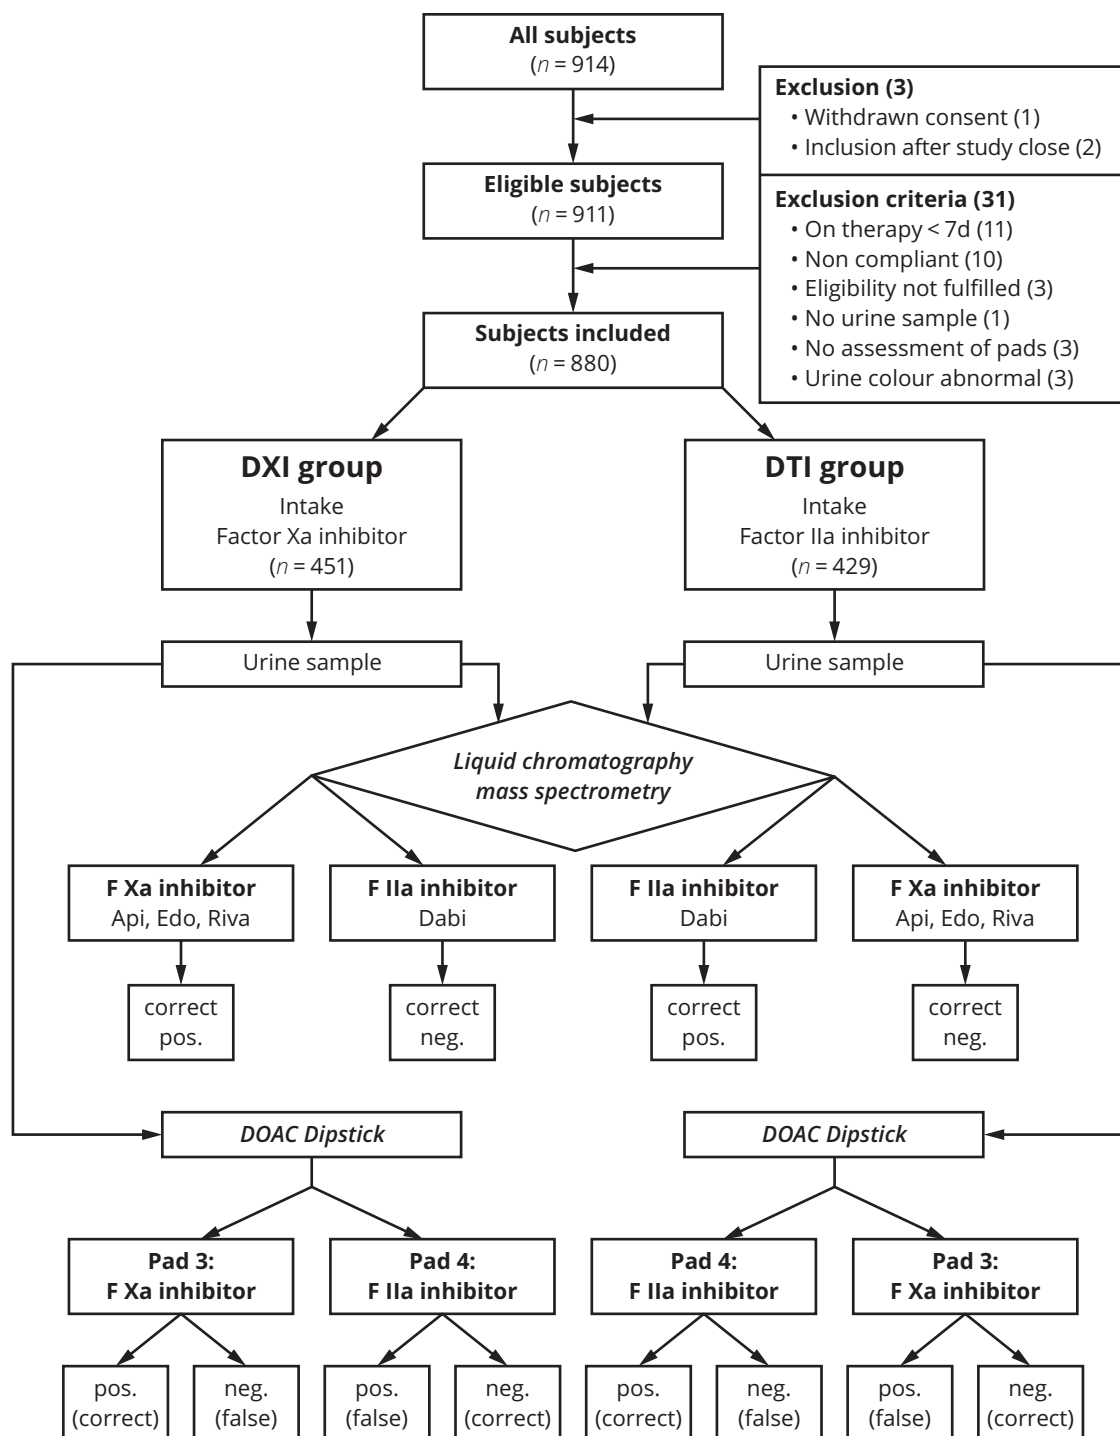 All subjects
(n = 914)
Exclusion (3)
• Withdrawn consent (1)
• Inclusion after study close (2)
Eligible subjects
(n = 911)
Exclusion criteria (31)
• On therapy < 7d (11)
• Non compliant (10)
• Eligibility not fulfilled (3)
• No urine sample (1)
• No assessment of pads (3)
• Urine colour abnormal (3)
Subjects included
(n = 880)
DXI group
Intake
Factor Xa inhibitor
(n = 451)
DTI group
Intake
Factor IIa inhibitor
(n = 429)
Urine sample
Urine sample
Liquid chromatography
mass spectrometry
F Xa inhibitor
Api, Edo, Riva
F IIa inhibitor
Dabi
F IIa inhibitor
Dabi
F Xa inhibitor
Api, Edo, Riva
correct
pos.
correct
neg.
correct
pos.
correct
neg.
DOAC Dipstick
DOAC Dipstick
Pad 3:
F Xa inhibitor
Pad 4:
F IIa inhibitor
Pad 4:
F IIa inhibitor
Pad 3:
F Xa inhibitor
pos.
(correct)
neg.
(false)
pos.
(false)
neg.
(correct)
pos.
(correct)
neg.
(false)
pos.
(false)
neg.
(correct)